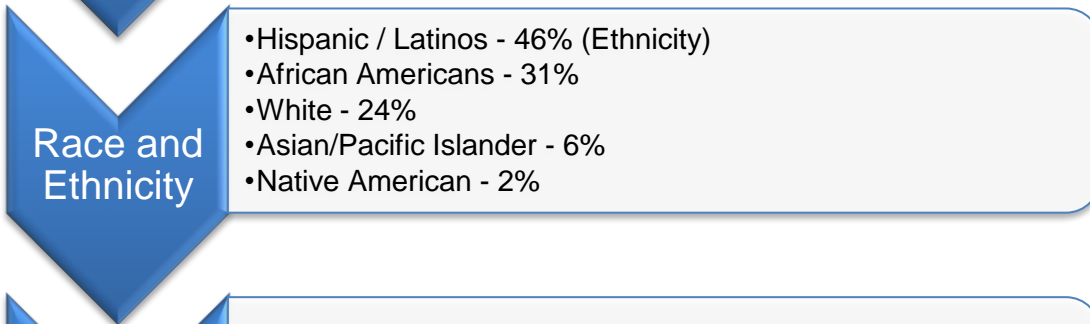 Race and
Ethnicity
•Hispanic / Latinos - 46% (Ethnicity)
•African Americans - 31%
•White - 24%
•Asian/Pacific Islander - 6%
•Native American - 2%